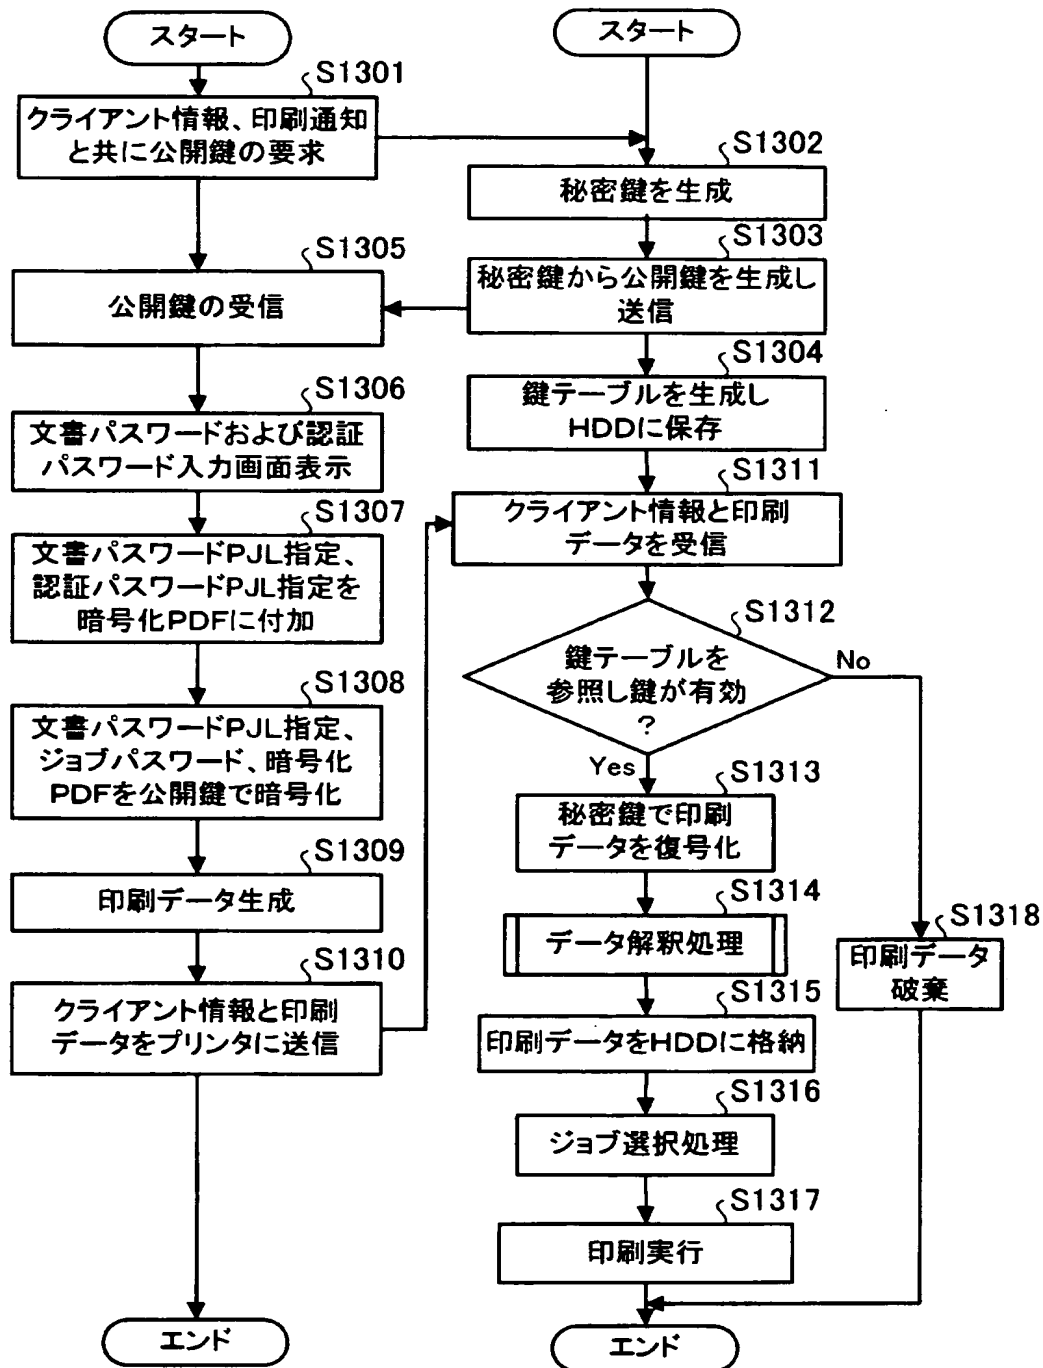 スタート
S1301
クライアント情報、印刷通知
と共に公開鍵の要求
S1305
公開鍵の受信
S1306
文書パスワードおよび認証
パスワード入力画面表示
S1307
文書パスワードPJL指定、
認証パスワードPJL指定を
暗号化PDFに付加
S1308
文書パスワードPJL指定、
ジョブパスワード、暗号化
PDFを公開鍵で暗号化
S1309
印刷データ生成
S1310
クライアント情報と印刷
データをプリンタに送信
エンド
スタート
S1302
秘密鍵を生成
S1303
秘密鍵から公開鍵を生成し
送信
S1304
鍵テーブルを生成し
HDDに保存
S1311
クライアント情報と印刷
データを受信
S1312
鍵テーブルを
参照し鍵が有効
?
No
Yes
S1313
秘密鍵で印刷
データを復号化
S1314
データ解釈処理
S1318
印刷データ
破棄
S1315
印刷データをHDDに格納
S1316
ジョブ選択処理
S1317
印刷実行
エンド